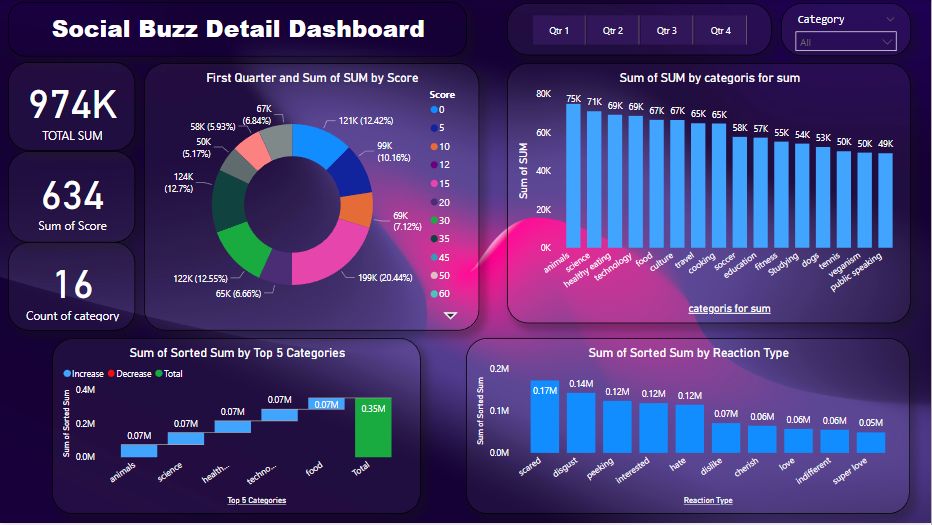 Social Buzz Detail Dashboard
Qtr 1
Qtr 2
Qtr 3
Qtr 4
Category
All
974K
TOTAL SUM
634
Sum of Score
16
Count of category
First Quarter and Sum of SUM by Score
121K (12.42%)
99K
(10.16%)
69K
(7.12%)
199K (20.44%)
65K (6.66%)
122K (12.55%)
124K
(12.7%)
50K
(5.17%)
58K (5.93%)
67K
(6.84%)
Score
0
5
10
12
15
20
30
35
45
50
60
Sum of SUM by categoris for sum
Sum of SUM
80K
60K
40K
20K
0K
75K
71K
69K
69K
67K
67K
65K
65K
58K
57K
55K
54K
53K
50K
50K
49K
animals
science
healthy eating
technology
food
culture
travel
cooking
soccer
education
fitness
Studying
dogs
tennis
veganism
public speaking
categoris for sum
Sum of Sorted Sum by Top 5 Categories
Increase
Decrease
Total
Sum of Sorted Sum
0.4M
0.2M
0.0M
0.07M
0.07M
0.07M
0.07M
0.07M
0.35M
animals
science
health...
techno...
food
Total
Top 5 Categories
Sum of Sorted Sum by Reaction Type
Sum of Sorted Sum
0.2M
0.1M
0.0M
0.17M
0.14M
0.12M
0.12M
0.12M
0.07M
0.06M
0.06M
0.06M
0.05M
scared
disgust
peeking
interested
hate
dislike
cherish
love
indifferent
super love
Reaction Type